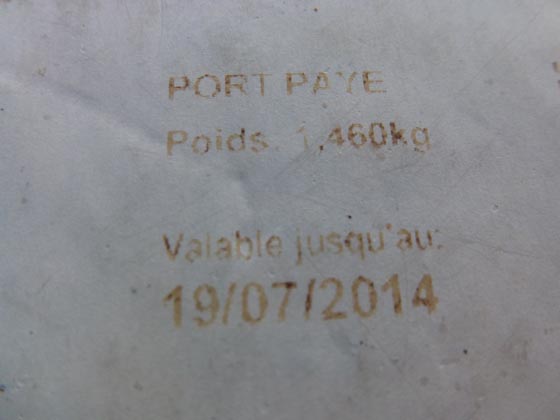 PORT PAYE
Poids. 1,460kg
Valable jusqu'au:
19/07/2014